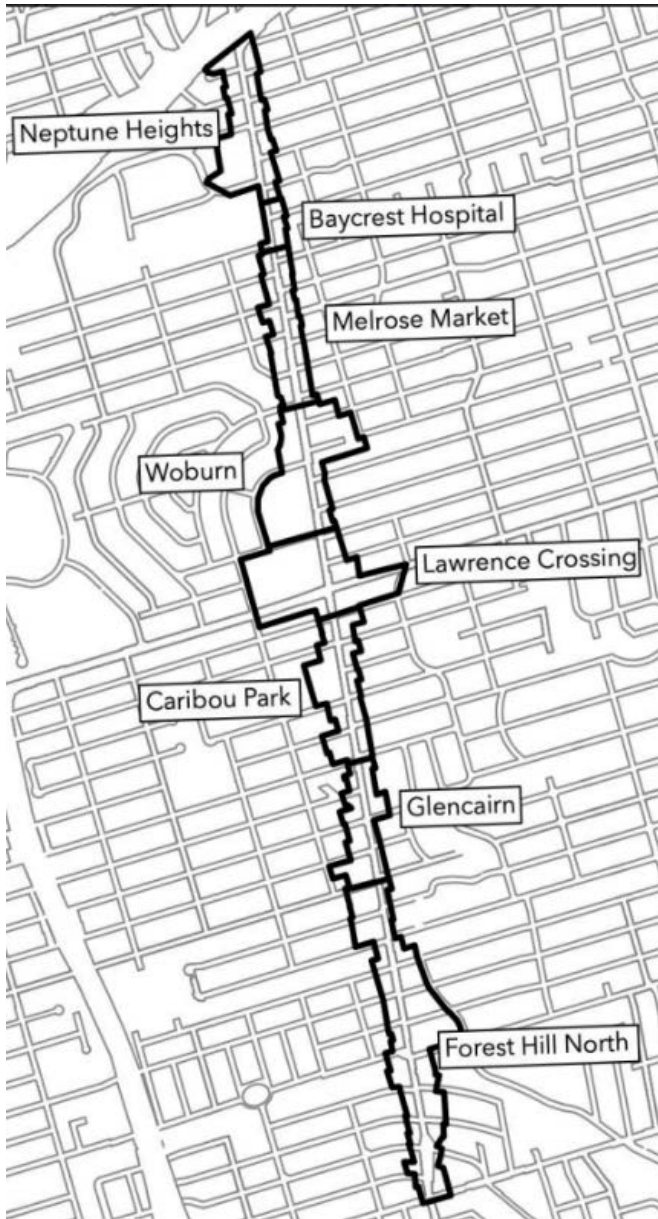 Neptune Heights
Baycrest Hospital
Melrose Market
Woburn
Lawrence Crossing
Caribou Park
Glencairn
Forest Hill North